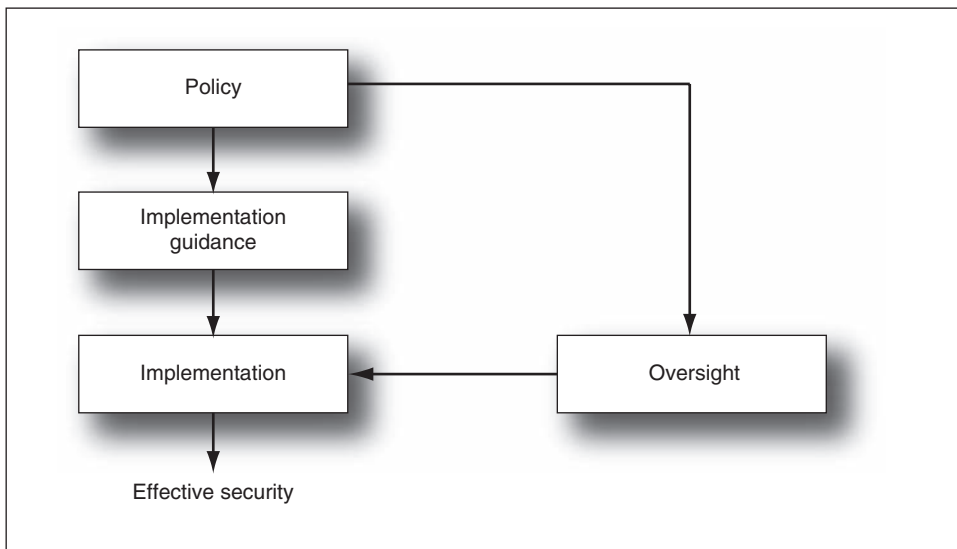 Policy
Implementation
guidance
Implementation
Oversight
Effective security